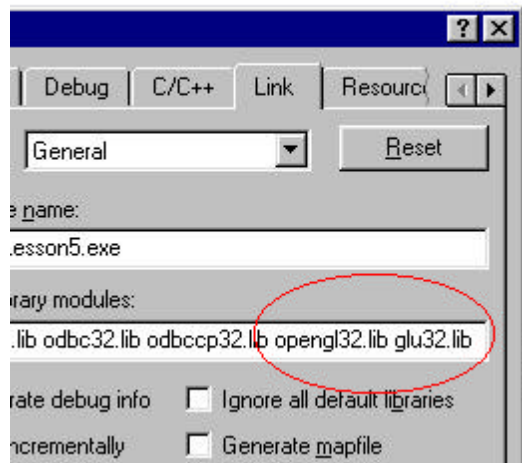 ? 
Debug C/C++ Link Resourc
General Reset
e name:
.esson5.exe
rary modules:
.lib odbc32.lib odbccp32.lib opengl32.lib glu32.lib
rate debug info Ignore all default libraries
ncrementally Generate mapfile